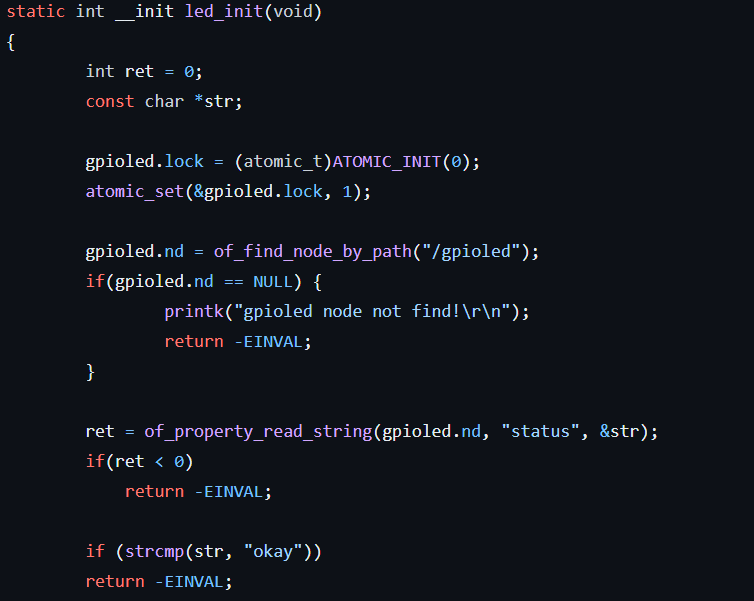 static int __init led_init(void)
{
        int ret = 0;
        const char *str;

        gpioled.lock = (atomic_t)ATOMIC_INIT(0);
        atomic_set(&gpioled.lock, 1);

        gpioled.nd = of_find_node_by_path("/gpioled");
        if(gpioled.nd == NULL) {
                printk("gpioled node not find!\r\n");
                return -EINVAL;
        }

        ret = of_property_read_string(gpioled.nd, "status", &str);
        if(ret < 0)
            return -EINVAL;

        if (strcmp(str, "okay"))
        return -EINVAL;